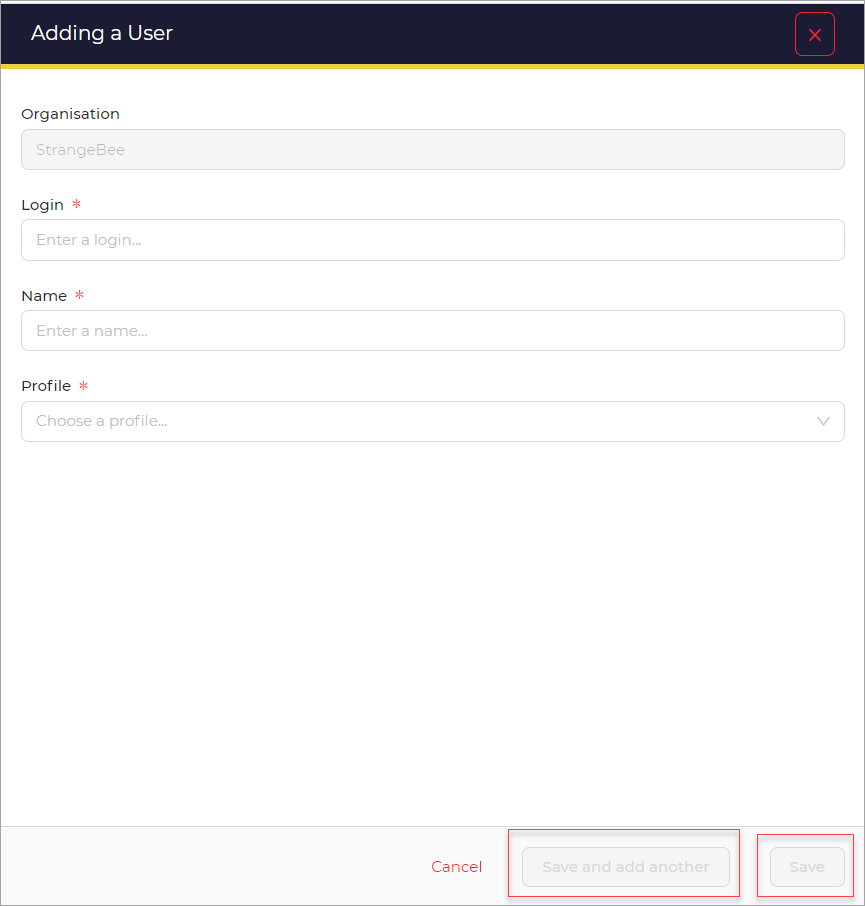 Adding a User
Organisation
StrangeBee
Login *
Enter a login...
Name *
Enter a name...
Profile *
Choose a profile...
Cancel Save and add another Save